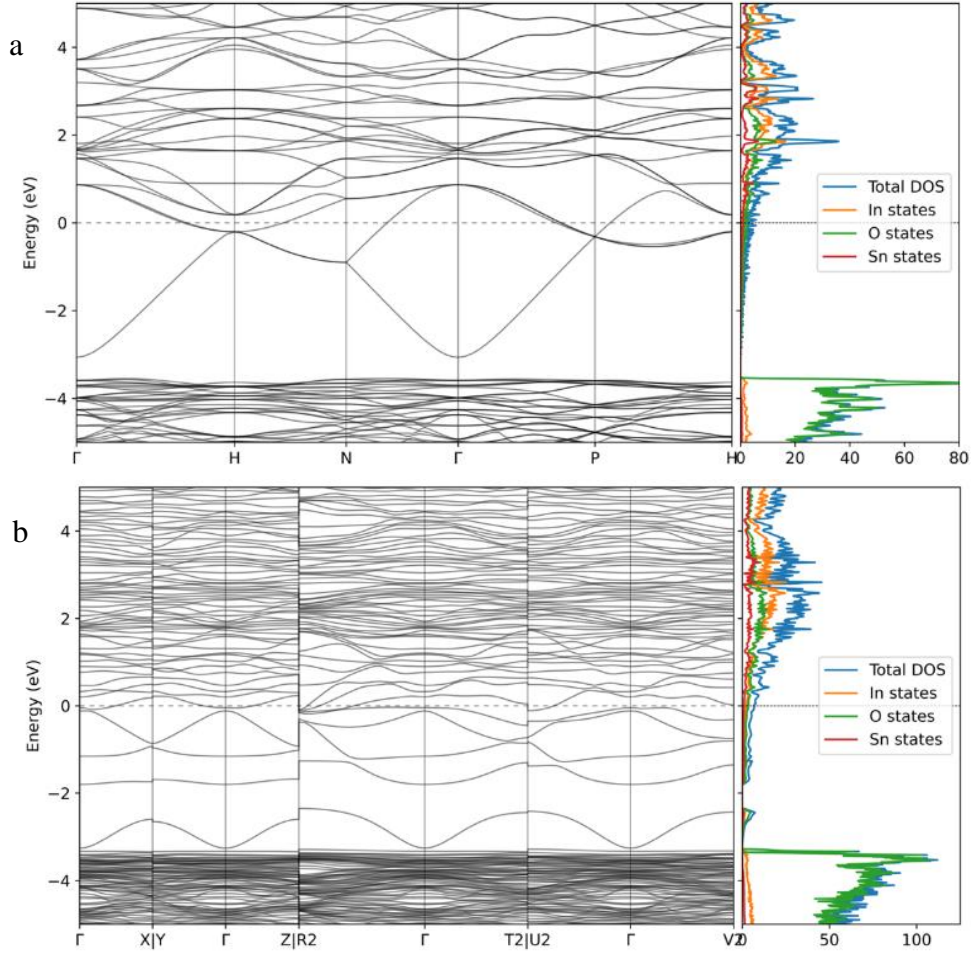 a
4
2
0
−2
−4
Energy (eV)
Γ
H
N
Γ
P
H
0
20
40
60
80
Total DOS
In states
O states
Sn states
b
4
2
0
−2
−4
Energy (eV)
Γ
X|Y
Γ
Z|R2
Γ
T2|U2
Γ
V2
0
50
100
Total DOS
In states
O states
Sn states